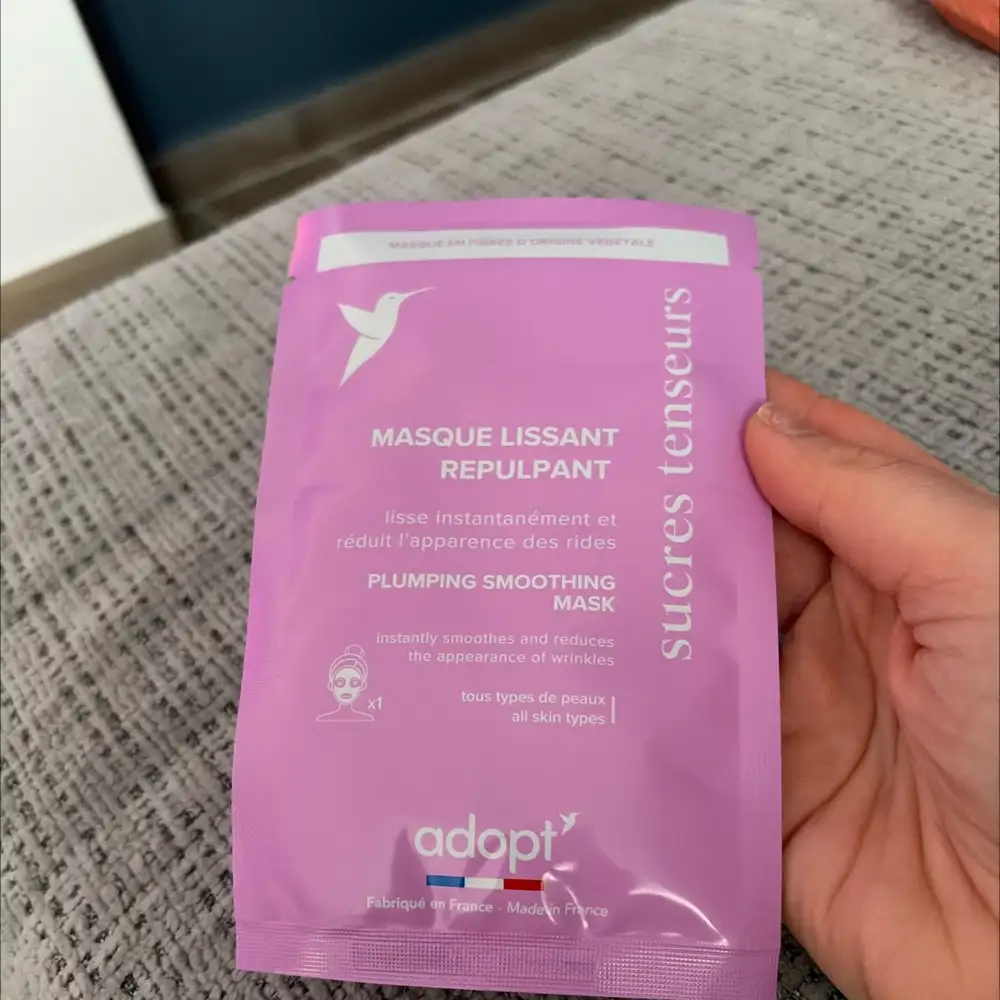 MASQUE EN FIBRES D'ORIGINE VÉGÉTALE
sucres tenseurs
MASQUE LISSANT
REPULPANT
lisse instantanément et
réduit l'apparence des rides
PLUMPING SMOOTHING
MASK
instantly smoothes and reduces
the appearance of wrinkles
x1
tous types de peaux
all skin types
adopt'
Fabriqué en France - Made in France